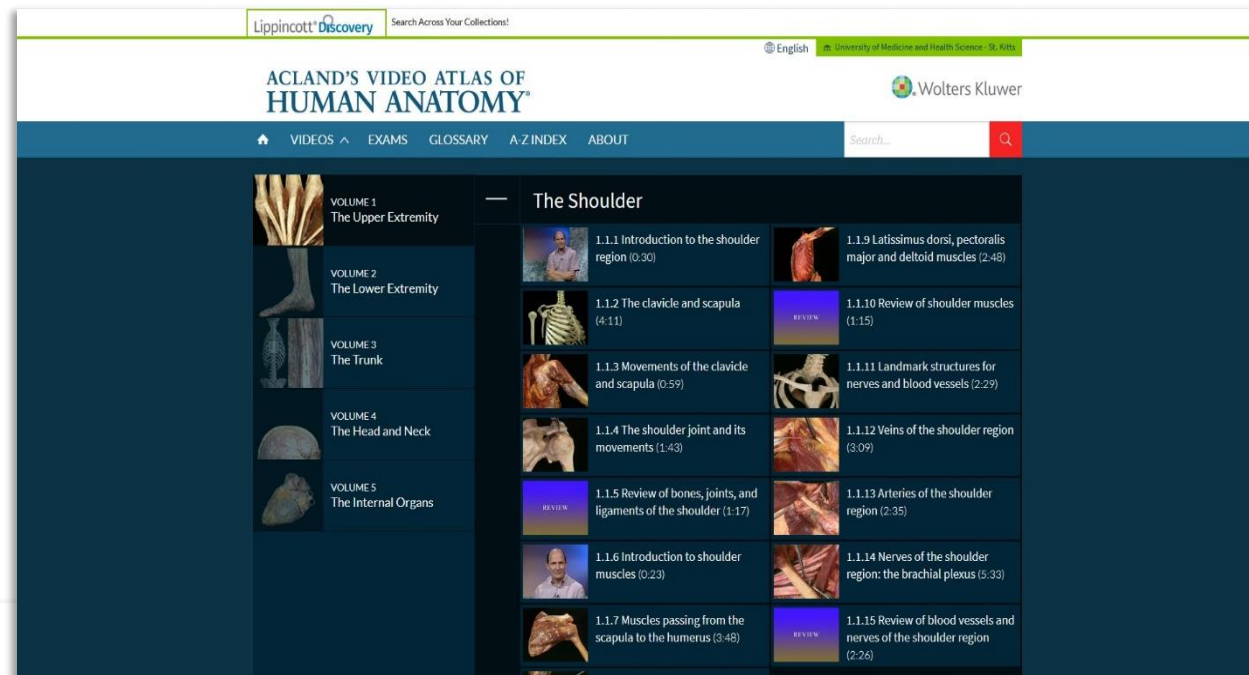 Lippincott® Discovery
Search Across Your Collections!
English
University of Medicine and Health Science - St. Kitts
ACLAND'S VIDEO ATLAS OF
HUMAN ANATOMY®
Wolters Kluwer
VIDEOS
EXAMS
GLOSSARY
A-Z INDEX
ABOUT
Search...
VOLUME 1
The Upper Extremity
VOLUME 2
The Lower Extremity
VOLUME 3
The Trunk
VOLUME 4
The Head and Neck
VOLUME 5
The Internal Organs
The Shoulder
1.1.1 Introduction to the shoulder
region (0:30)
1.1.2 The clavicle and scapula
(4:11)
1.1.3 Movements of the clavicle
and scapula (0:59)
1.1.4 The shoulder joint and its
movements (1:43)
REVIEW
1.1.5 Review of bones, joints, and
ligaments of the shoulder (1:17)
1.1.6 Introduction to shoulder
muscles (0:23)
1.1.7 Muscles passing from the
scapula to the humerus (3:48)
1.1.9 Latissimus dorsi, pectoralis
major and deltoid muscles (2:48)
REVIEW
1.1.10 Review of shoulder muscles
(1:15)
1.1.11 Landmark structures for
nerves and blood vessels (2:29)
1.1.12 Veins of the shoulder region
(3:09)
1.1.13 Arteries of the shoulder
region (2:35)
1.1.14 Nerves of the shoulder
region: the brachial plexus (5:33)
REVIEW
1.1.15 Review of blood vessels and
nerves of the shoulder region
(2:26)